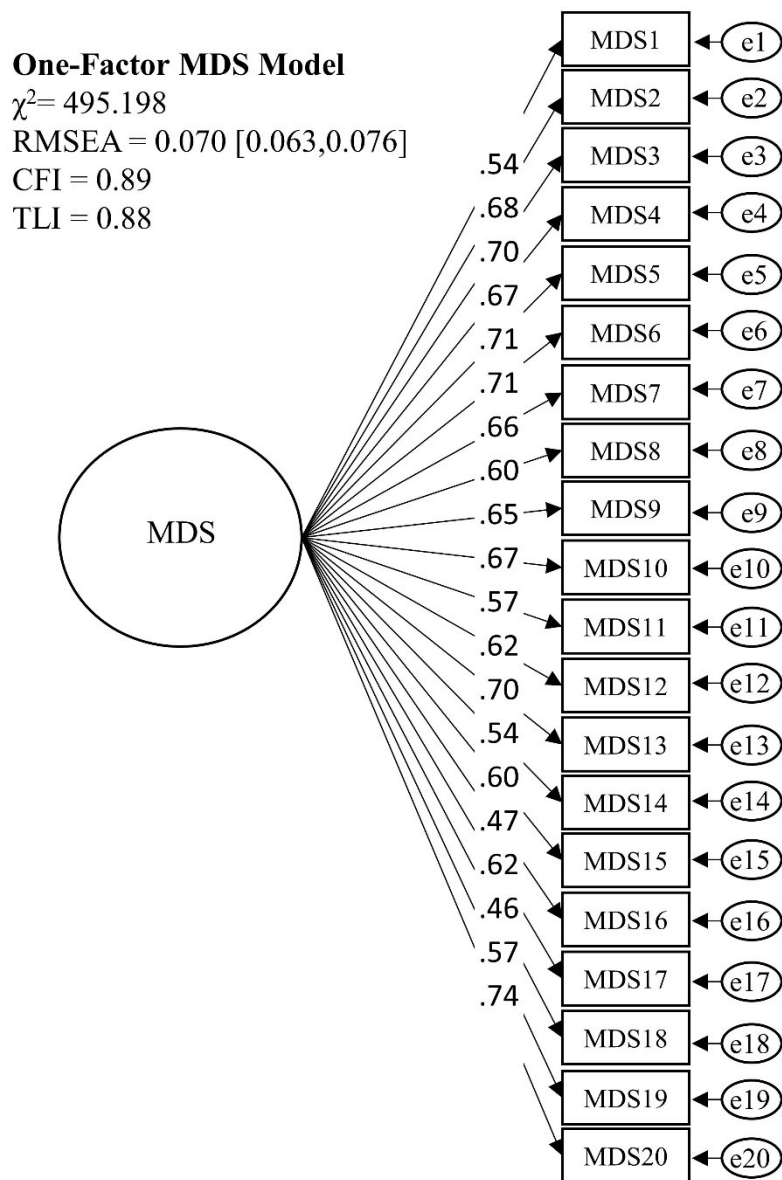 One-Factor MDS Model
χ²= 495.198
RMSEA = 0.070 [0.063,0.076]
CFI = 0.89
TLI = 0.88
MDS
.54
.68
.70
.67
.71
.71
.66
.60
.65
.67
.57
.62
.70
.54
.60
.47
.62
.46
.57
.74
MDS1 e1
MDS2 e2
MDS3 e3
MDS4 e4
MDS5 e5
MDS6 e6
MDS7 e7
MDS8 e8
MDS9 e9
MDS10 e10
MDS11 e11
MDS12 e12
MDS13 e13
MDS14 e14
MDS15 e15
MDS16 e16
MDS17 e17
MDS18 e18
MDS19 e19
MDS20 e20